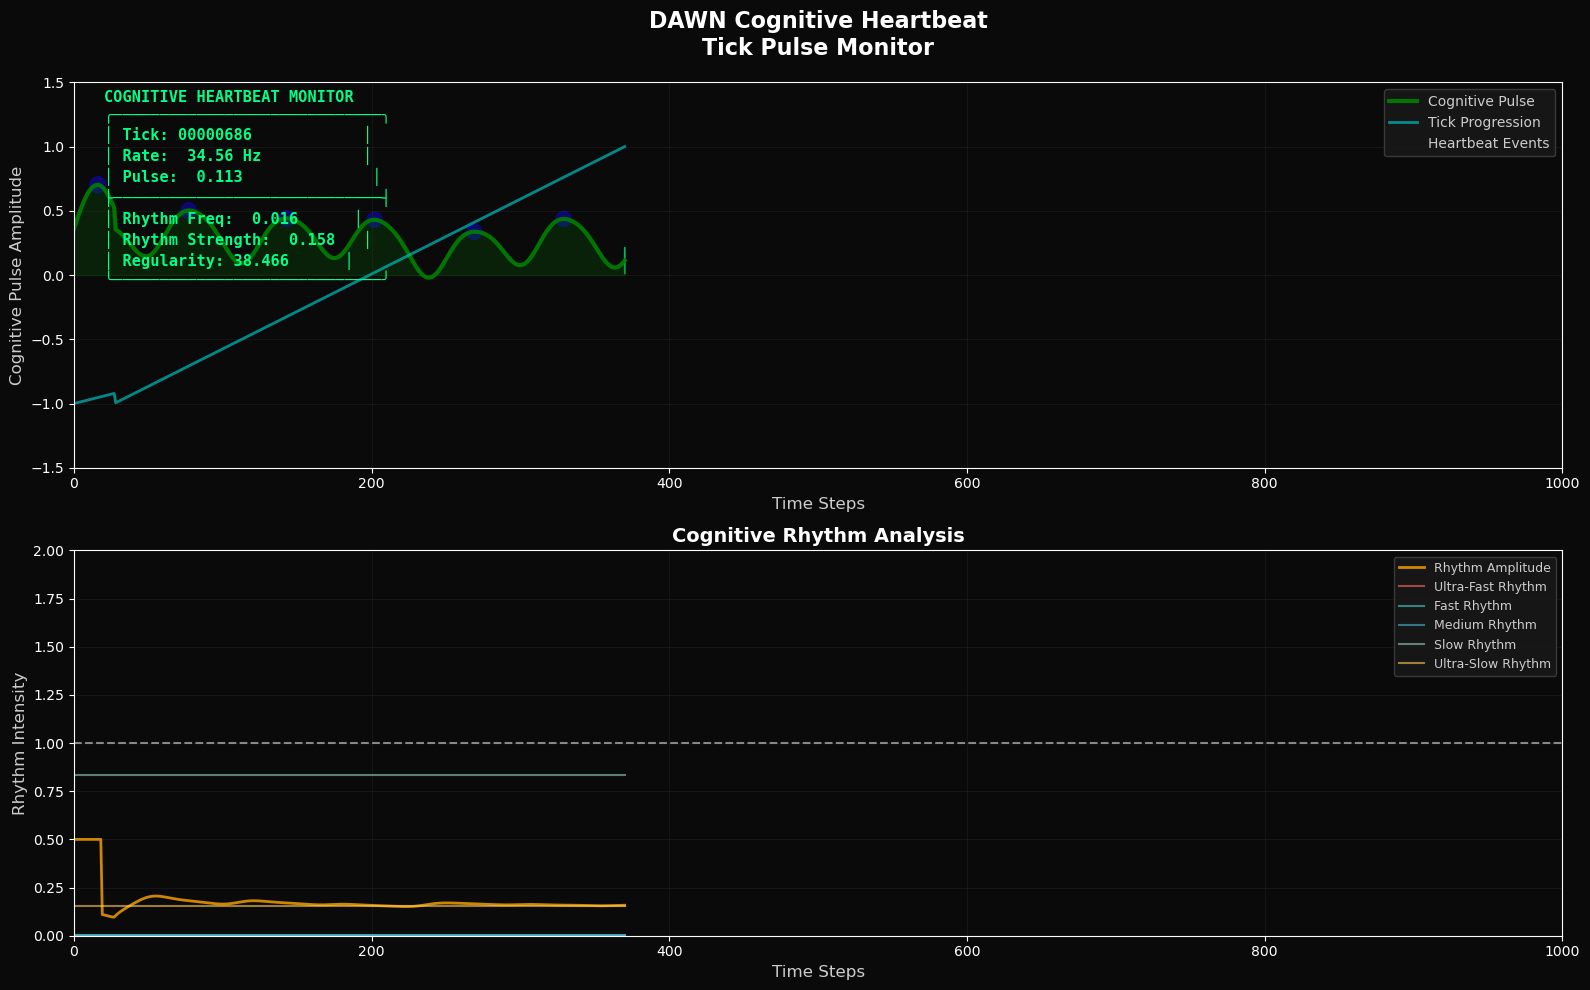 DAWN Cognitive Heartbeat
Tick Pulse Monitor
1.5
1.0
0.5
0.0
−0.5
−1.0
−1.5
Cognitive Pulse Amplitude
COGNITIVE HEARTBEAT MONITOR
Tick: 00000686
Rate: 34.56 Hz
Pulse: 0.113
Rhythm Freq: 0.016
Rhythm Strength: 0.158
Regularity: 38.466
Cognitive Pulse
Tick Progression
Heartbeat Events
0 200 400 600 800 1000
Time Steps
Cognitive Rhythm Analysis
2.00
1.75
1.50
1.25
1.00
0.75
0.50
0.25
0.00
Rhythm Intensity
Rhythm Amplitude
Ultra-Fast Rhythm
Fast Rhythm
Medium Rhythm
Slow Rhythm
Ultra-Slow Rhythm
0 200 400 600 800 1000
Time Steps